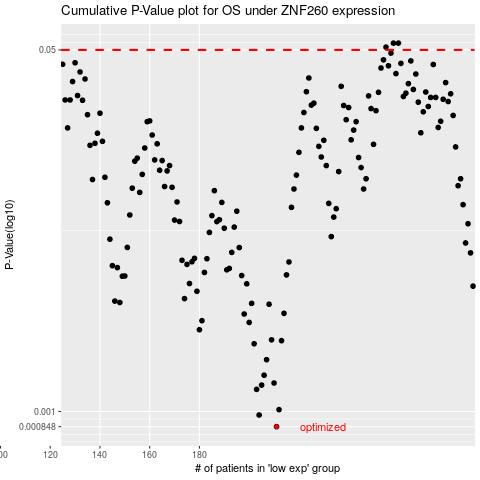 Cumulative P-Value plot for OS under ZNF260 expression
0.05
P-Value(log10)
0.001
0.000848
optimized
00 120 140 160 180
# of patients in 'low exp' group